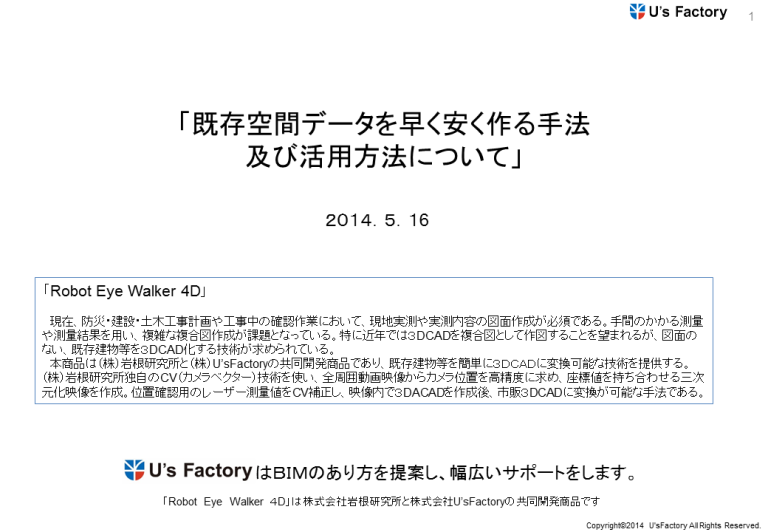 U's Factory
1
「既存空間データを早く安く作る手法
及び活用方法について」
２０１４．５．１６
「Robot Eye Walker 4D」
現在、防災・建設・土木工事計画や工事中の確認作業において、現地実測や実測内容の図面作成が必須である。手間のかかる測量
や測量結果を用い、複雑な複合図作成が課題となっている。特に近年では３DCADを複合図として作図することを望まれるが、図面の
ない、既存建物等を３DCAD化する技術が求められている。
本商品は（株）岩根研究所と（株）U'sFactoryの共同開発商品であり、既存建物等を簡単に３DCADに変換可能な技術を提供する。
（株）岩根研究所独自のCV（カメラベクター）技術を使い、全周囲動画映像からカメラ位置を高精度に求め、座標値を持ち合わせる三次
元化映像を作成。位置確認用のレーザー測量値をCV補正し、映像内で３DACADを作成後、市販３DCADに変換が可能な手法である。
U's Factory はＢＩＭのあり方を提案し、幅広いサポートをします。
「Robot Eye Walker 4D」は株式会社岩根研究所と株式会社U'sFactoryの共同開発商品です
Copyright©2014 U'sFactory All Rights Reserved.